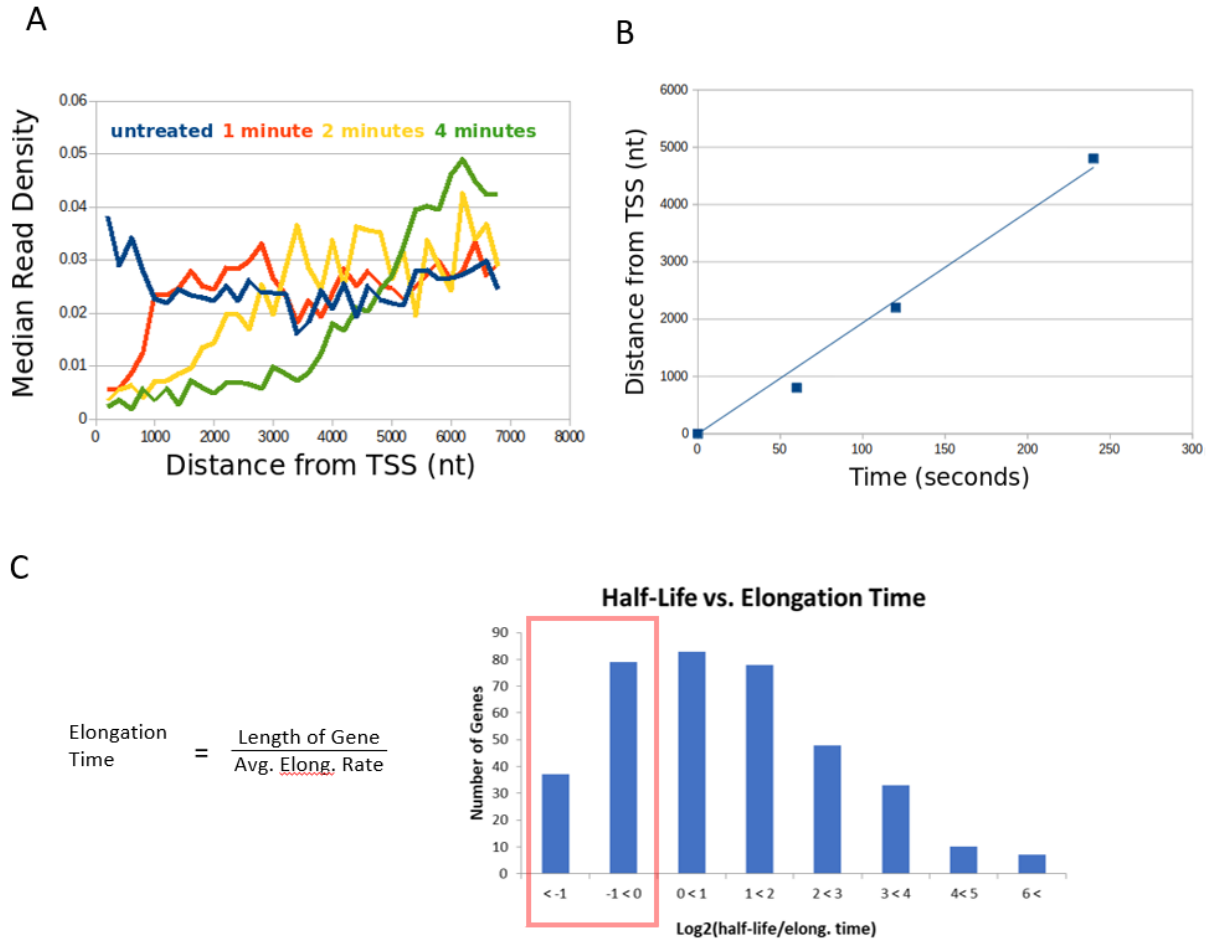 A
Median Read Density
0.06
0.05
0.04
0.03
0.02
0.01
0
untreated 1 minute 2 minutes 4 minutes
0 1000 2000 3000 4000 5000 6000 7000 8000
Distance from TSS (nt)
B
Distance from TSS (nt)
6000
5000
4000
3000
2000
1000
0
0 50 100 150 200 250 300
Time (seconds)
C
Elongation
Time
=
Length of Gene
Avg. Elong. Rate
Half-Life vs. Elongation Time
Number of Genes
90
80
70
60
50
40
30
20
10
0
< -1 -1 < 0 0 < 1 1 < 2 2 < 3 3 < 4 4< 5 6 <
Log2(half-life/elong. time)